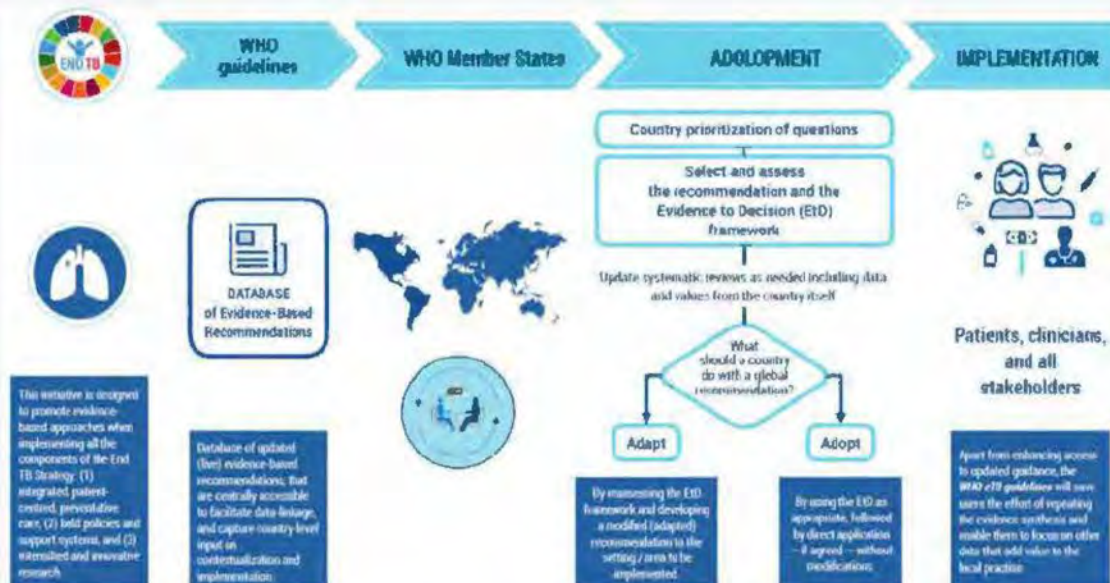 END TB
WHO
guidelines
WHO Member States
ADOLOPMENT
IMPLEMENTATION
Country prioritization of questions
Select and assess
the recommendation and the
Evidence to Decision (EtD)
framework
Update systematic reviews as needed including data
and values from the country itself
What
should a country
do with a global
recommendation?
Adapt
Adopt
DATABASE
of Evidence-Based
Recommendations
Patients, clinicians,
and all
stakeholders
This initiative is designed
to promote evidence-
based approaches when
implementing all the
components of the End
TB Strategy: (1)
integrated patient-
centred, preventative
care, (2) bold policies and
support systems, and (3)
intensified and innovative
research
Database of updated
(live) evidence-based
recommendations, that
are centrally accessible
to facilitate data-linkage,
and capture country-level
input on
contextualization and
implementation
By reassessing the EtD
framework and developing
a modified (adapted)
recommendation to the
setting / area to be
implemented
By using the EtD as
appropriate, followed
by direct application
– if agreed – without
modifications
Apart from enhancing access
to updated guidance, the
WHO eTB guidelines will save
users the effort of repeating
the evidence synthesis and
enable them to focus on other
data that add value to the
local practise